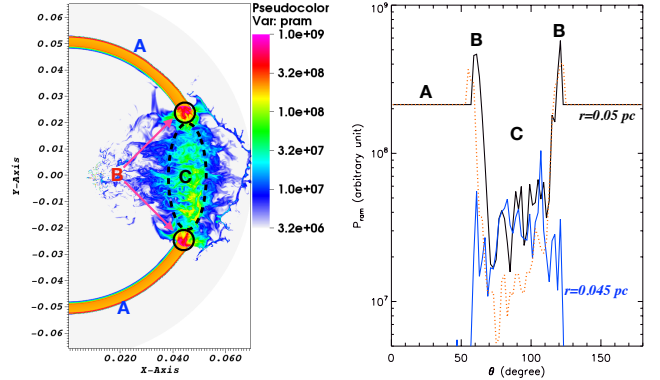 Pseudocolor
Var: pram
1.0e+09
3.2e+08
1.0e+08
3.2e+07
1.0e+07
3.2e+06
0.06
0.05
0.04
0.03
0.02
0.01
0.00
-0.01
-0.02
-0.03
-0.04
-0.05
-0.06
Y-Axis
0.020
0.040
0.060
X-Axis
A
B
C
A
10⁹
10⁸
10⁷
P_ram (arbitrary unit)
0
50
100
150
θ (degree)
A
B
B
C
r=0.05 pc
r=0.045 pc